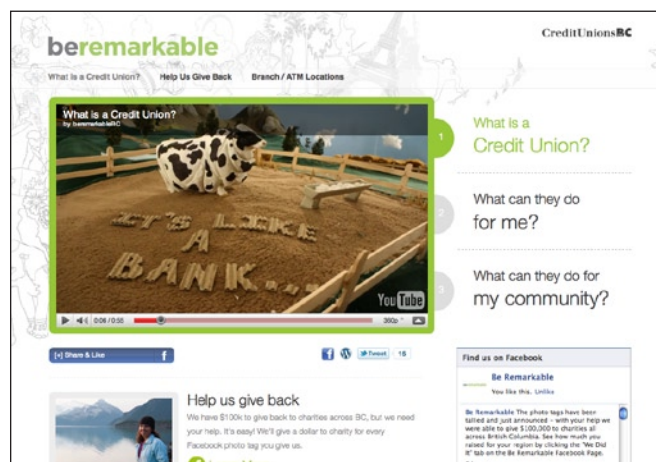 beremarkable
CreditUnionsBC
What is a Credit Union?
Help Us Give Back
Branch / ATM Locations
What is a Credit Union?
by beremarkableBC
IT'S LIKE
A
BANK...
YouTube
0:06 / 0:55
360p
1
What is a
Credit Union?
2
What can they do
for me?
3
What can they do for
my community?
[+] Share & Like
f
Tweet
Find us on Facebook
Be Remarkable
You like this. Unlike
Be Remarkable The photo tags have been
tallied and just announced – with your help we
were able to give $100,000 to charities all
across British Columbia. See how much you
raised for your region by clicking the "We Did
It" tab on the Be Remarkable Facebook Page.
Help us give back
We have $100k to give back to charities across BC, but we need
your help. It's easy! We'll give a dollar to charity for every
Facebook photo tag you give us.